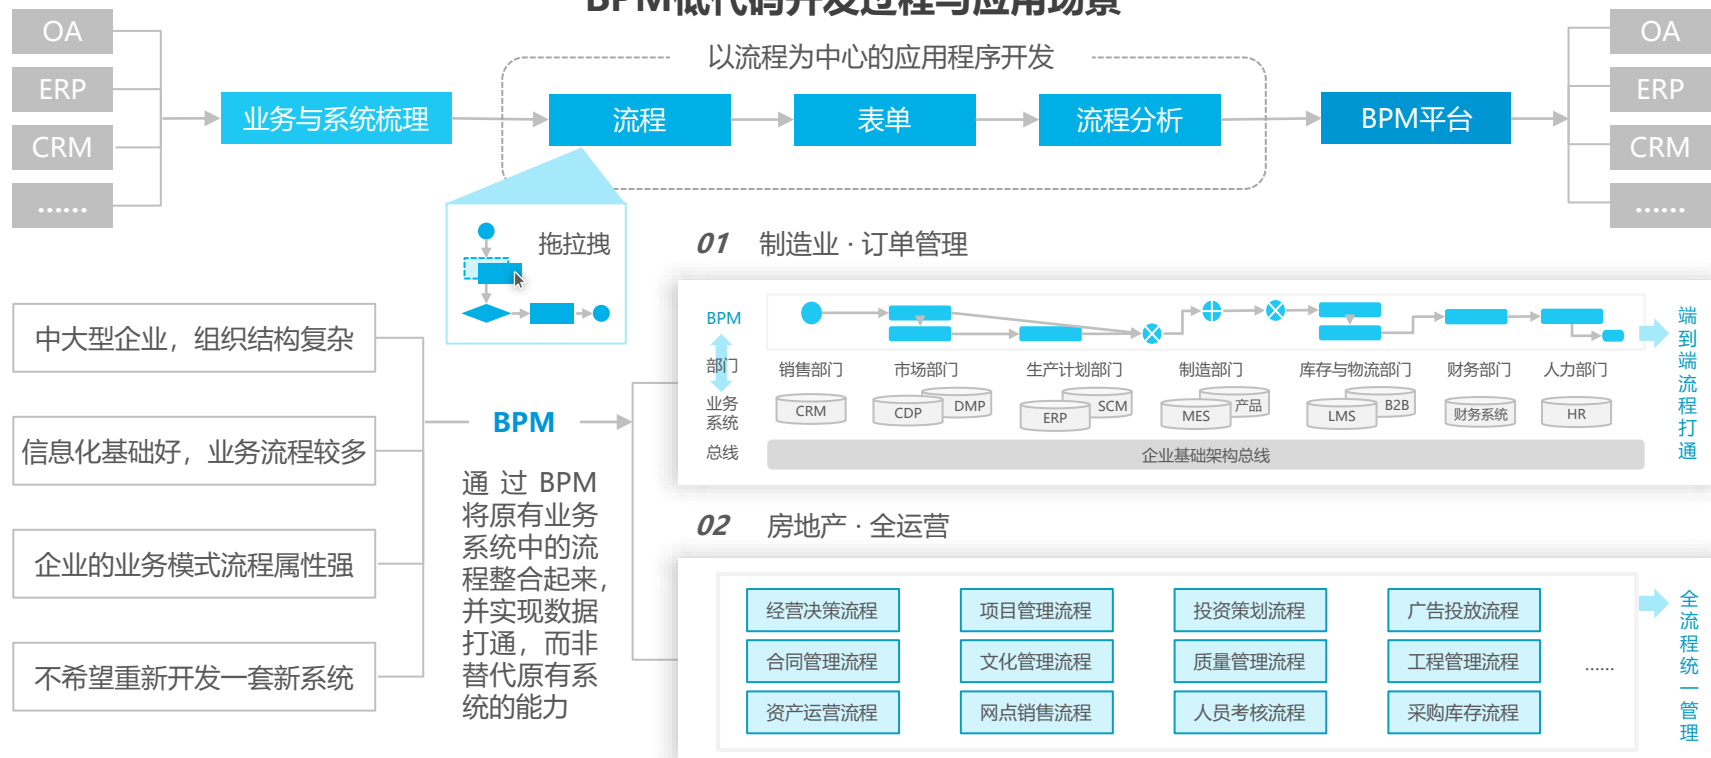 BPM低代码开发过程与应用场景
OA
ERP
CRM
……
业务与系统梳理
以流程为中心的应用程序开发
流程
表单
流程分析
BPM平台
OA
ERP
CRM
……
拖拉拽
中大型企业，组织结构复杂
信息化基础好，业务流程较多
企业的业务模式流程属性强
不希望重新开发一套新系统
BPM
通过BPM
将原有业务
系统中的流
程整合起来，
并实现数据
打通，而非
替代原有系
统的能力
01 制造业 · 订单管理
BPM
部门
业务
系统
总线
销售部门
市场部门
生产计划部门
制造部门
库存与物流部门
财务部门
人力部门
CRM
CDP
DMP
ERP
SCM
MES
产品
LMS
B2B
财务系统
HR
企业基础架构总线
端到端流程打通
02 房地产 · 全运营
经营决策流程
项目管理流程
投资策划流程
广告投放流程
合同管理流程
文化管理流程
质量管理流程
工程管理流程
……
资产运营流程
网点销售流程
人员考核流程
采购库存流程
全流程统一管理